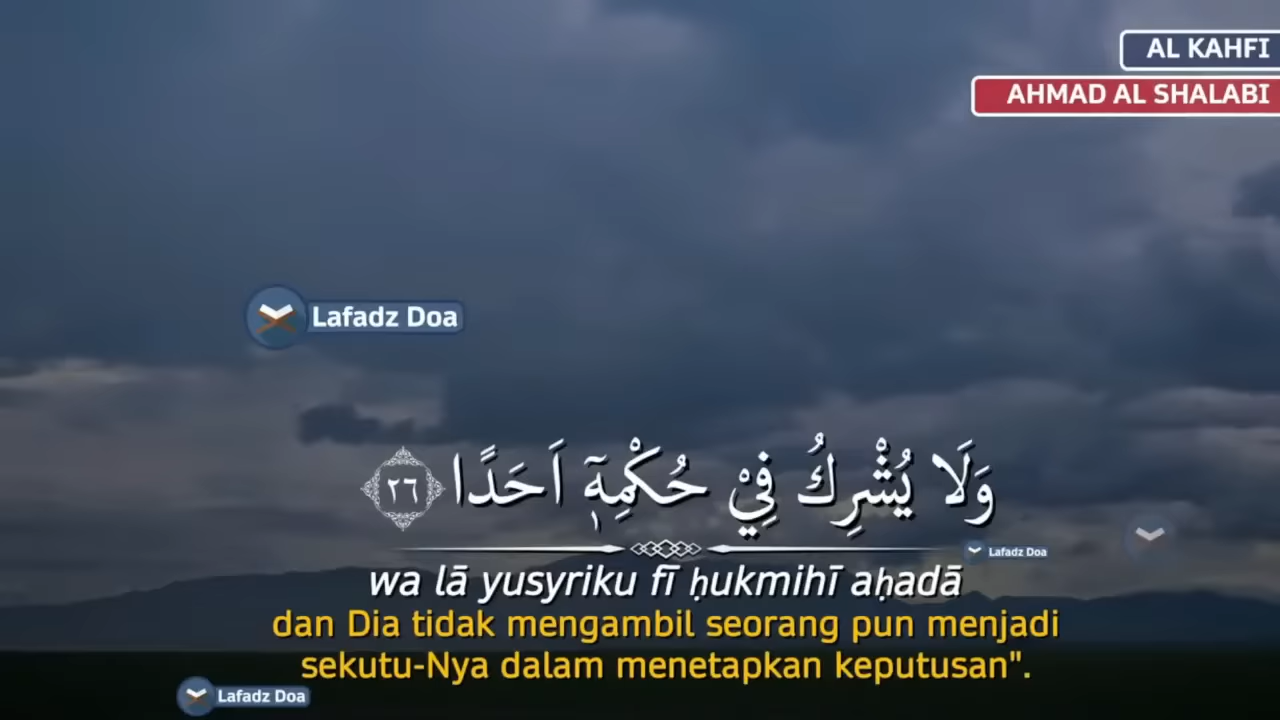 AL KAHFI
AHMAD AL SHALABI
Lafadz Doa
وَلَا يُشْرِكُ فِيْ حُكْمِهٖٓ اَحَدًا ٢٦
Lafadz Doa
wa lā yusyriku fī ḥukmihī aḥadā
dan Dia tidak mengambil seorang pun menjadi
sekutu-Nya dalam menetapkan keputusan".
Lafadz Doa